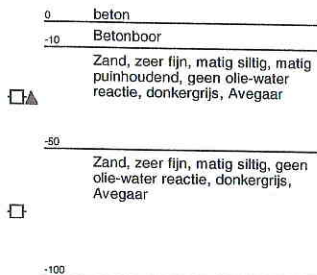 0 beton
-10 Betonboor
Zand, zeer fijn, matig siltig, matig
puinhoudend, geen olie-water
reactie, donkergrijs, Avegaar
-50
Zand, zeer fijn, matig siltig, geen
olie-water reactie, donkergrijs,
Avegaar
-100